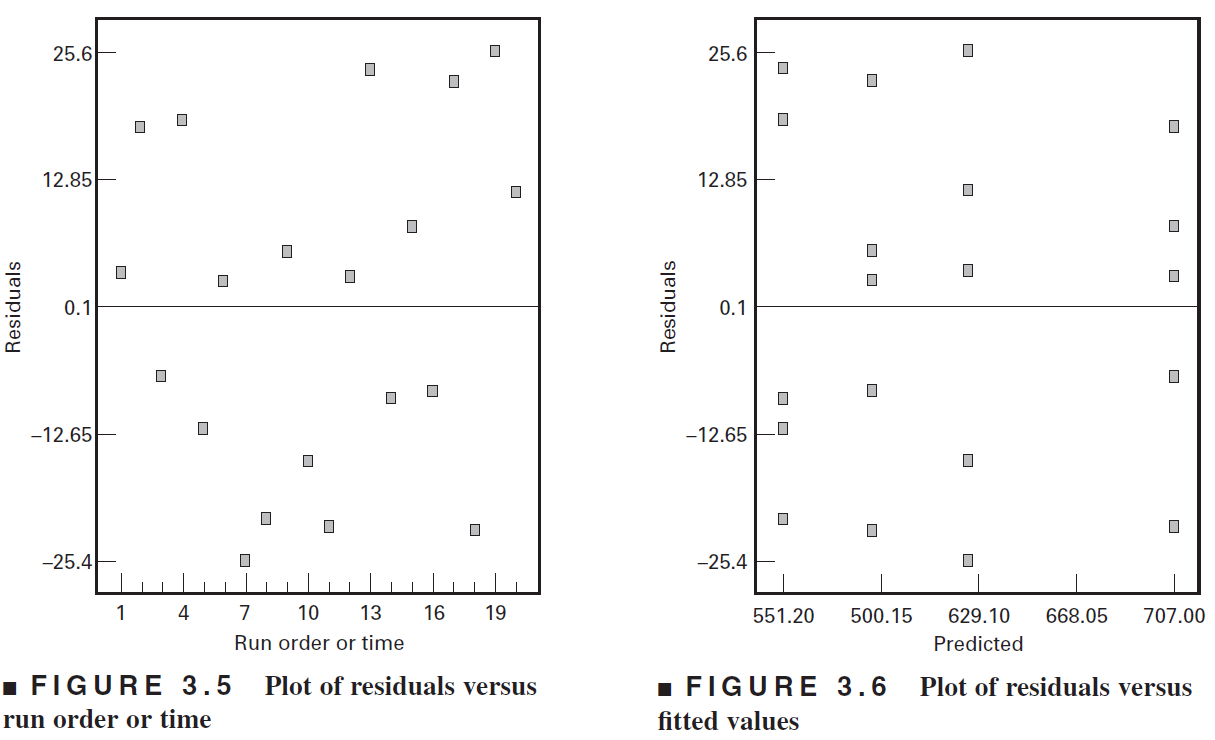 25.6
12.85
0.1
−12.65
−25.4
Residuals
1 4 7 10 13 16 19
Run order or time
■ FIGURE 3.5 Plot of residuals versus
run order or time
25.6
12.85
0.1
−12.65
−25.4
Residuals
551.20 500.15 629.10 668.05 707.00
Predicted
■ FIGURE 3.6 Plot of residuals versus
fitted values